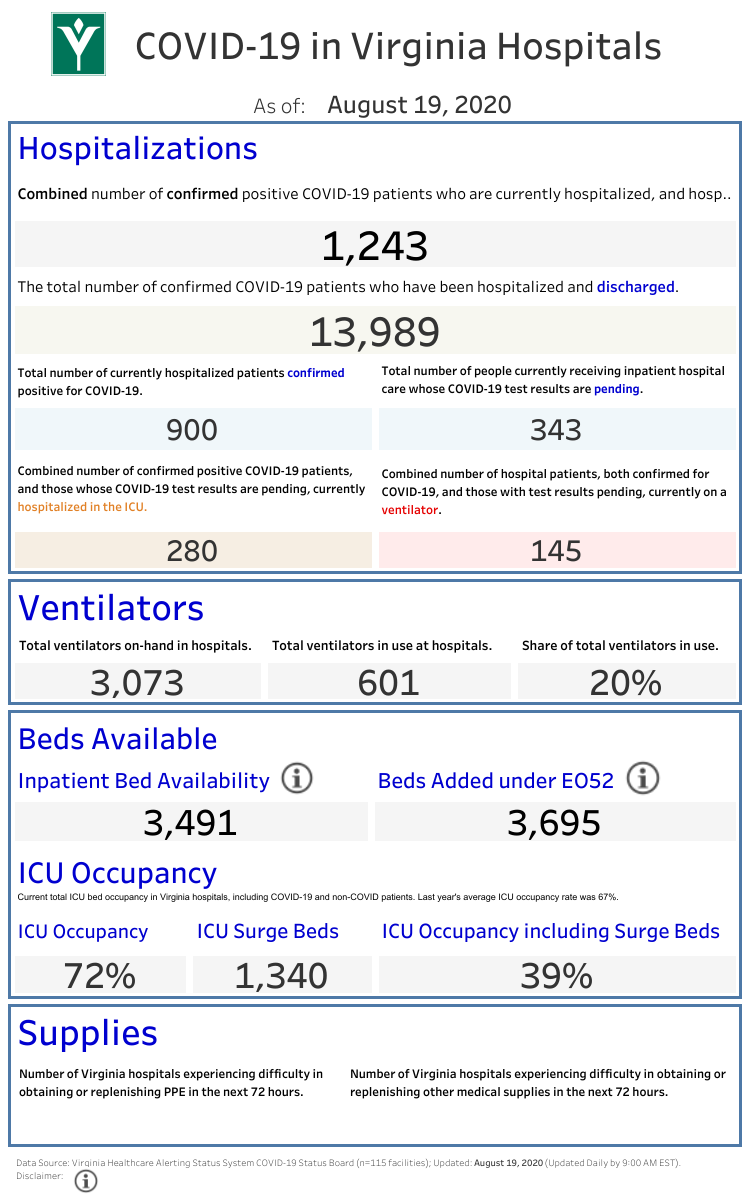 COVID-19 in Virginia Hospitals
As of: August 19, 2020
Hospitalizations
Combined number of confirmed positive COVID-19 patients who are currently hospitalized, and hosp..
1,243
The total number of confirmed COVID-19 patients who have been hospitalized and discharged.
13,989
Total number of currently hospitalized patients confirmed
positive for COVID-19.
Total number of people currently receiving inpatient hospital
care whose COVID-19 test results are pending.
900
343
Combined number of confirmed positive COVID-19 patients,
and those whose COVID-19 test results are pending, currently
hospitalized in the ICU.
Combined number of hospital patients, both confirmed for
COVID-19, and those with test results pending, currently on a
ventilator.
280
145
Ventilators
Total ventilators on-hand in hospitals.
Total ventilators in use at hospitals.
Share of total ventilators in use.
3,073
601
20%
Beds Available
Inpatient Bed Availability
Beds Added under EO52
3,491
3,695
ICU Occupancy
Current total ICU bed occupancy in Virginia hospitals, including COVID-19 and non-COVID patients. Last year's average ICU occupancy rate was 67%.
ICU Occupancy
ICU Surge Beds
ICU Occupancy including Surge Beds
72%
1,340
39%
Supplies
Number of Virginia hospitals experiencing difficulty in
obtaining or replenishing PPE in the next 72 hours.
Number of Virginia hospitals experiencing difficulty in obtaining or
replenishing other medical supplies in the next 72 hours.
Data Source: Virginia Healthcare Alerting Status System COVID-19 Status Board (n=115 facilities); Updated: August 19, 2020 (Updated Daily by 9:00 AM EST).
Disclaimer: